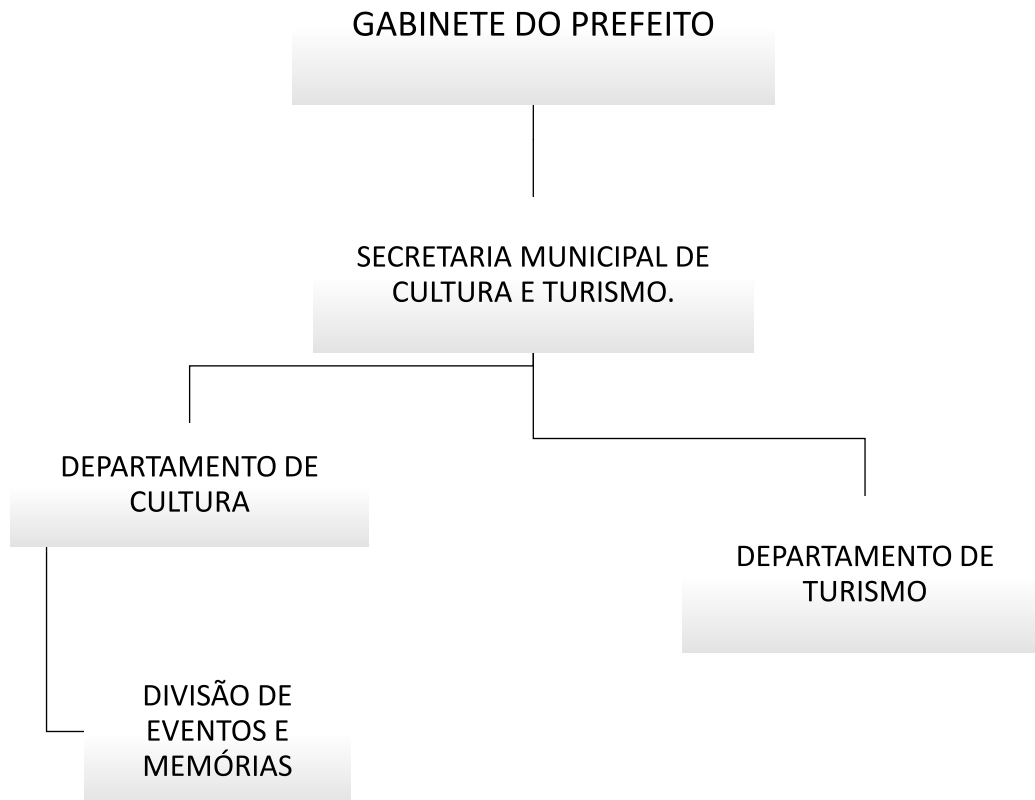 GABINETE DO PREFEITO
SECRETARIA MUNICIPAL DE
CULTURA E TURISMO.
DEPARTAMENTO DE
CULTURA
DEPARTAMENTO DE
TURISMO
DIVISÃO DE
EVENTOS E
MEMÓRIAS